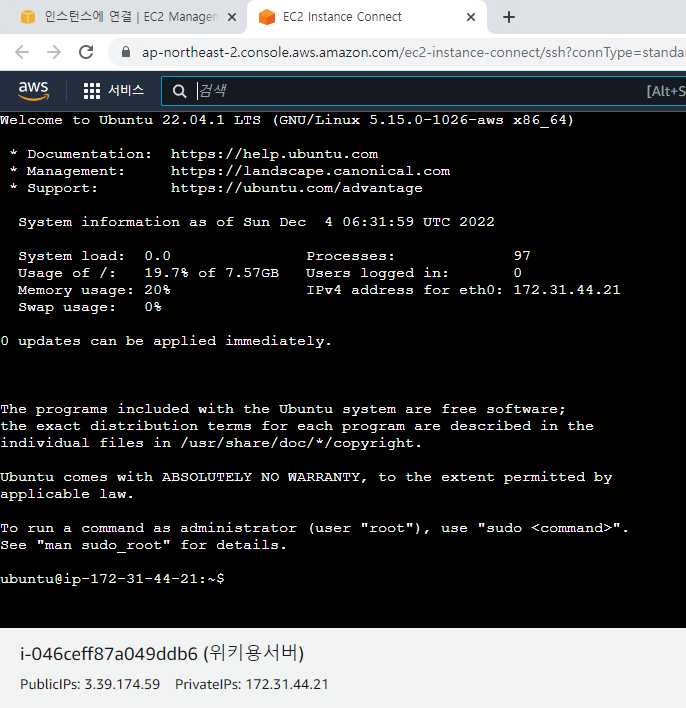 인스턴스에 연결 | EC2 Managem
EC2 Instance Connect
ap-northeast-2.console.aws.amazon.com/ec2-instance-connect/ssh?connType=standa
aws
서비스
검색
[Alt+S
Welcome to Ubuntu 22.04.1 LTS (GNU/Linux 5.15.0-1026-aws x86_64)
* Documentation:  https://help.ubuntu.com
* Management:     https://landscape.canonical.com
* Support:        https://ubuntu.com/advantage
System information as of Sun Dec  4 06:31:59 UTC 2022
System load:  0.0               Processes:             97
Usage of /:   19.7% of 7.57GB   Users logged in:       0
Memory usage: 20%               IPv4 address for eth0: 172.31.44.21
Swap usage:   0%
0 updates can be applied immediately.
The programs included with the Ubuntu system are free software;
the exact distribution terms for each program are described in the
individual files in /usr/share/doc/*/copyright.
Ubuntu comes with ABSOLUTELY NO WARRANTY, to the extent permitted by
applicable law.
To run a command as administrator (user "root"), use "sudo <command>".
See "man sudo_root" for details.
ubuntu@ip-172-31-44-21:~$
i-046ceff87a049ddb6 (위키용서버)
PublicIPs: 3.39.174.59    PrivateIPs: 172.31.44.21